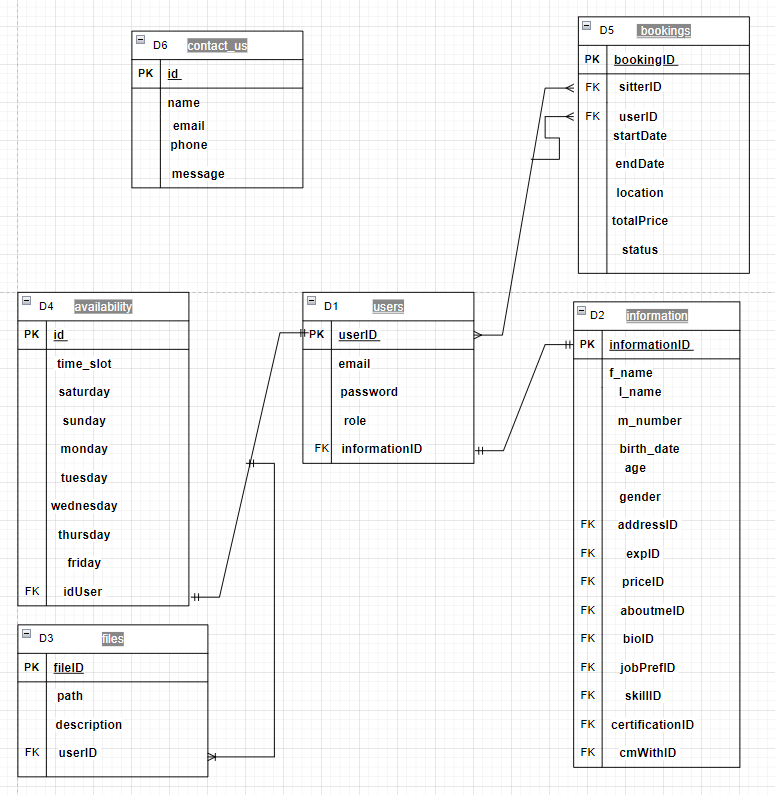 D6 contact_us
PK id
name
email
phone
message
D5 bookings
PK bookingID
FK sitterID
FK userID
startDate
endDate
location
totalPrice
status
D4 availability
PK id
time_slot
saturday
sunday
monday
tuesday
wednesday
thursday
friday
FK idUser
D1 users
PK userID
email
password
role
FK informationID
D2 information
PK informationID
f_name
l_name
m_number
birth_date
age
gender
FK addressID
FK expID
FK priceID
FK aboutmeID
FK bioID
FK jobPrefID
FK skillID
FK certificationID
FK cmWithID
D3 files
PK fileID
path
description
FK userID